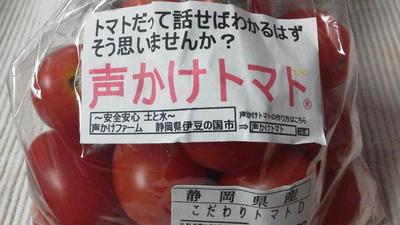 トマトだって話せばわかるはず
そう思いませんか？
声かけトマト®
～安全安心 土と水～
声かけファーム 静岡県伊豆の国市
声かけトマトの作り方はこちら
⇒声かけトマト 検索
静岡県産
こだわりトマトD